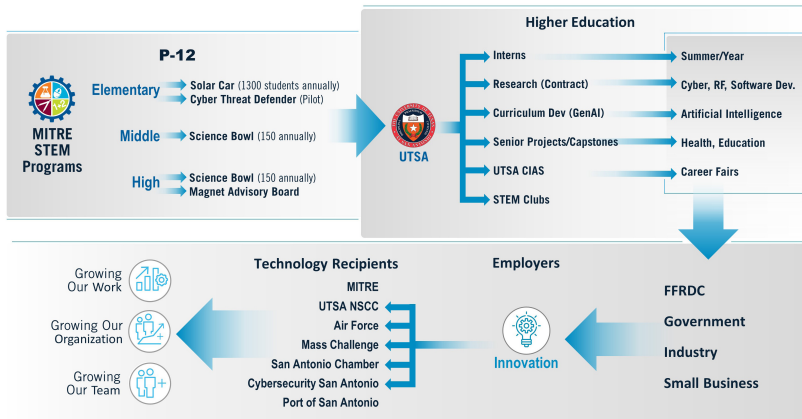 P-12
MITRE
STEM
Programs
Elementary
Solar Car (1300 students annually)
Cyber Threat Defender (Pilot)
Middle
Science Bowl (150 annually)
High
Science Bowl (150 annually)
Magnet Advisory Board
Higher Education
UTSA
Interns
Summer/Year
Research (Contract)
Cyber, RF, Software Dev.
Curriculum Dev (GenAI)
Artificial Intelligence
Senior Projects/Capstones
Health, Education
UTSA CIAS
Career Fairs
STEM Clubs
FFRDC
Government
Industry
Small Business
Employers
Innovation
Technology Recipients
MITRE
UTSA NSCC
Air Force
Mass Challenge
San Antonio Chamber
Cybersecurity San Antonio
Port of San Antonio
Growing
Our Work
Growing Our
Organization
Growing
Our Team